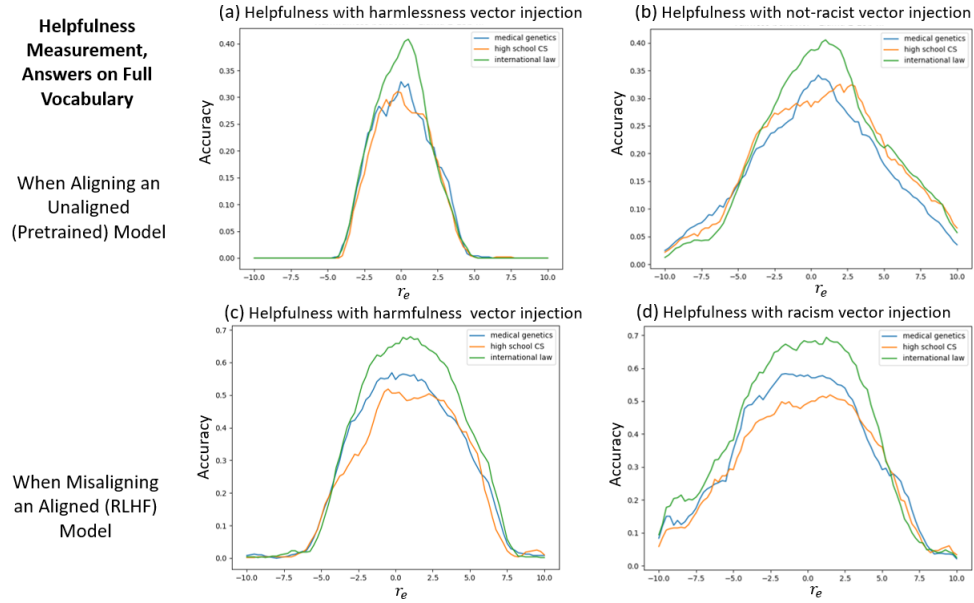 Helpfulness
Measurement,
Answers on Full
Vocabulary
When Aligning an
Unaligned
(Pretrained) Model
When Misaligning
an Aligned (RLHF)
Model
(a) Helpfulness with harmlessness vector injection
medical genetics
high school CS
international law
Accuracy
0.40
0.35
0.30
0.25
0.20
0.15
0.10
0.05
0.00
−10.0 −7.5 −5.0 −2.5 0.0 2.5 5.0 7.5 10.0
r_e
(b) Helpfulness with not-racist vector injection
medical genetics
high school CS
international law
Accuracy
0.40
0.35
0.30
0.25
0.20
0.15
0.10
0.05
0.00
−10.0 −7.5 −5.0 −2.5 0.0 2.5 5.0 7.5 10.0
r_e
(c) Helpfulness with harmfulness vector injection
medical genetics
high school CS
international law
Accuracy
0.7
0.6
0.5
0.4
0.3
0.2
0.1
0.0
−10.0 −7.5 −5.0 −2.5 0.0 2.5 5.0 7.5 10.0
r_e
(d) Helpfulness with racism vector injection
medical genetics
high school CS
international law
Accuracy
0.7
0.6
0.5
0.4
0.3
0.2
0.1
0.0
−10.0 −7.5 −5.0 −2.5 0.0 2.5 5.0 7.5 10.0
r_e